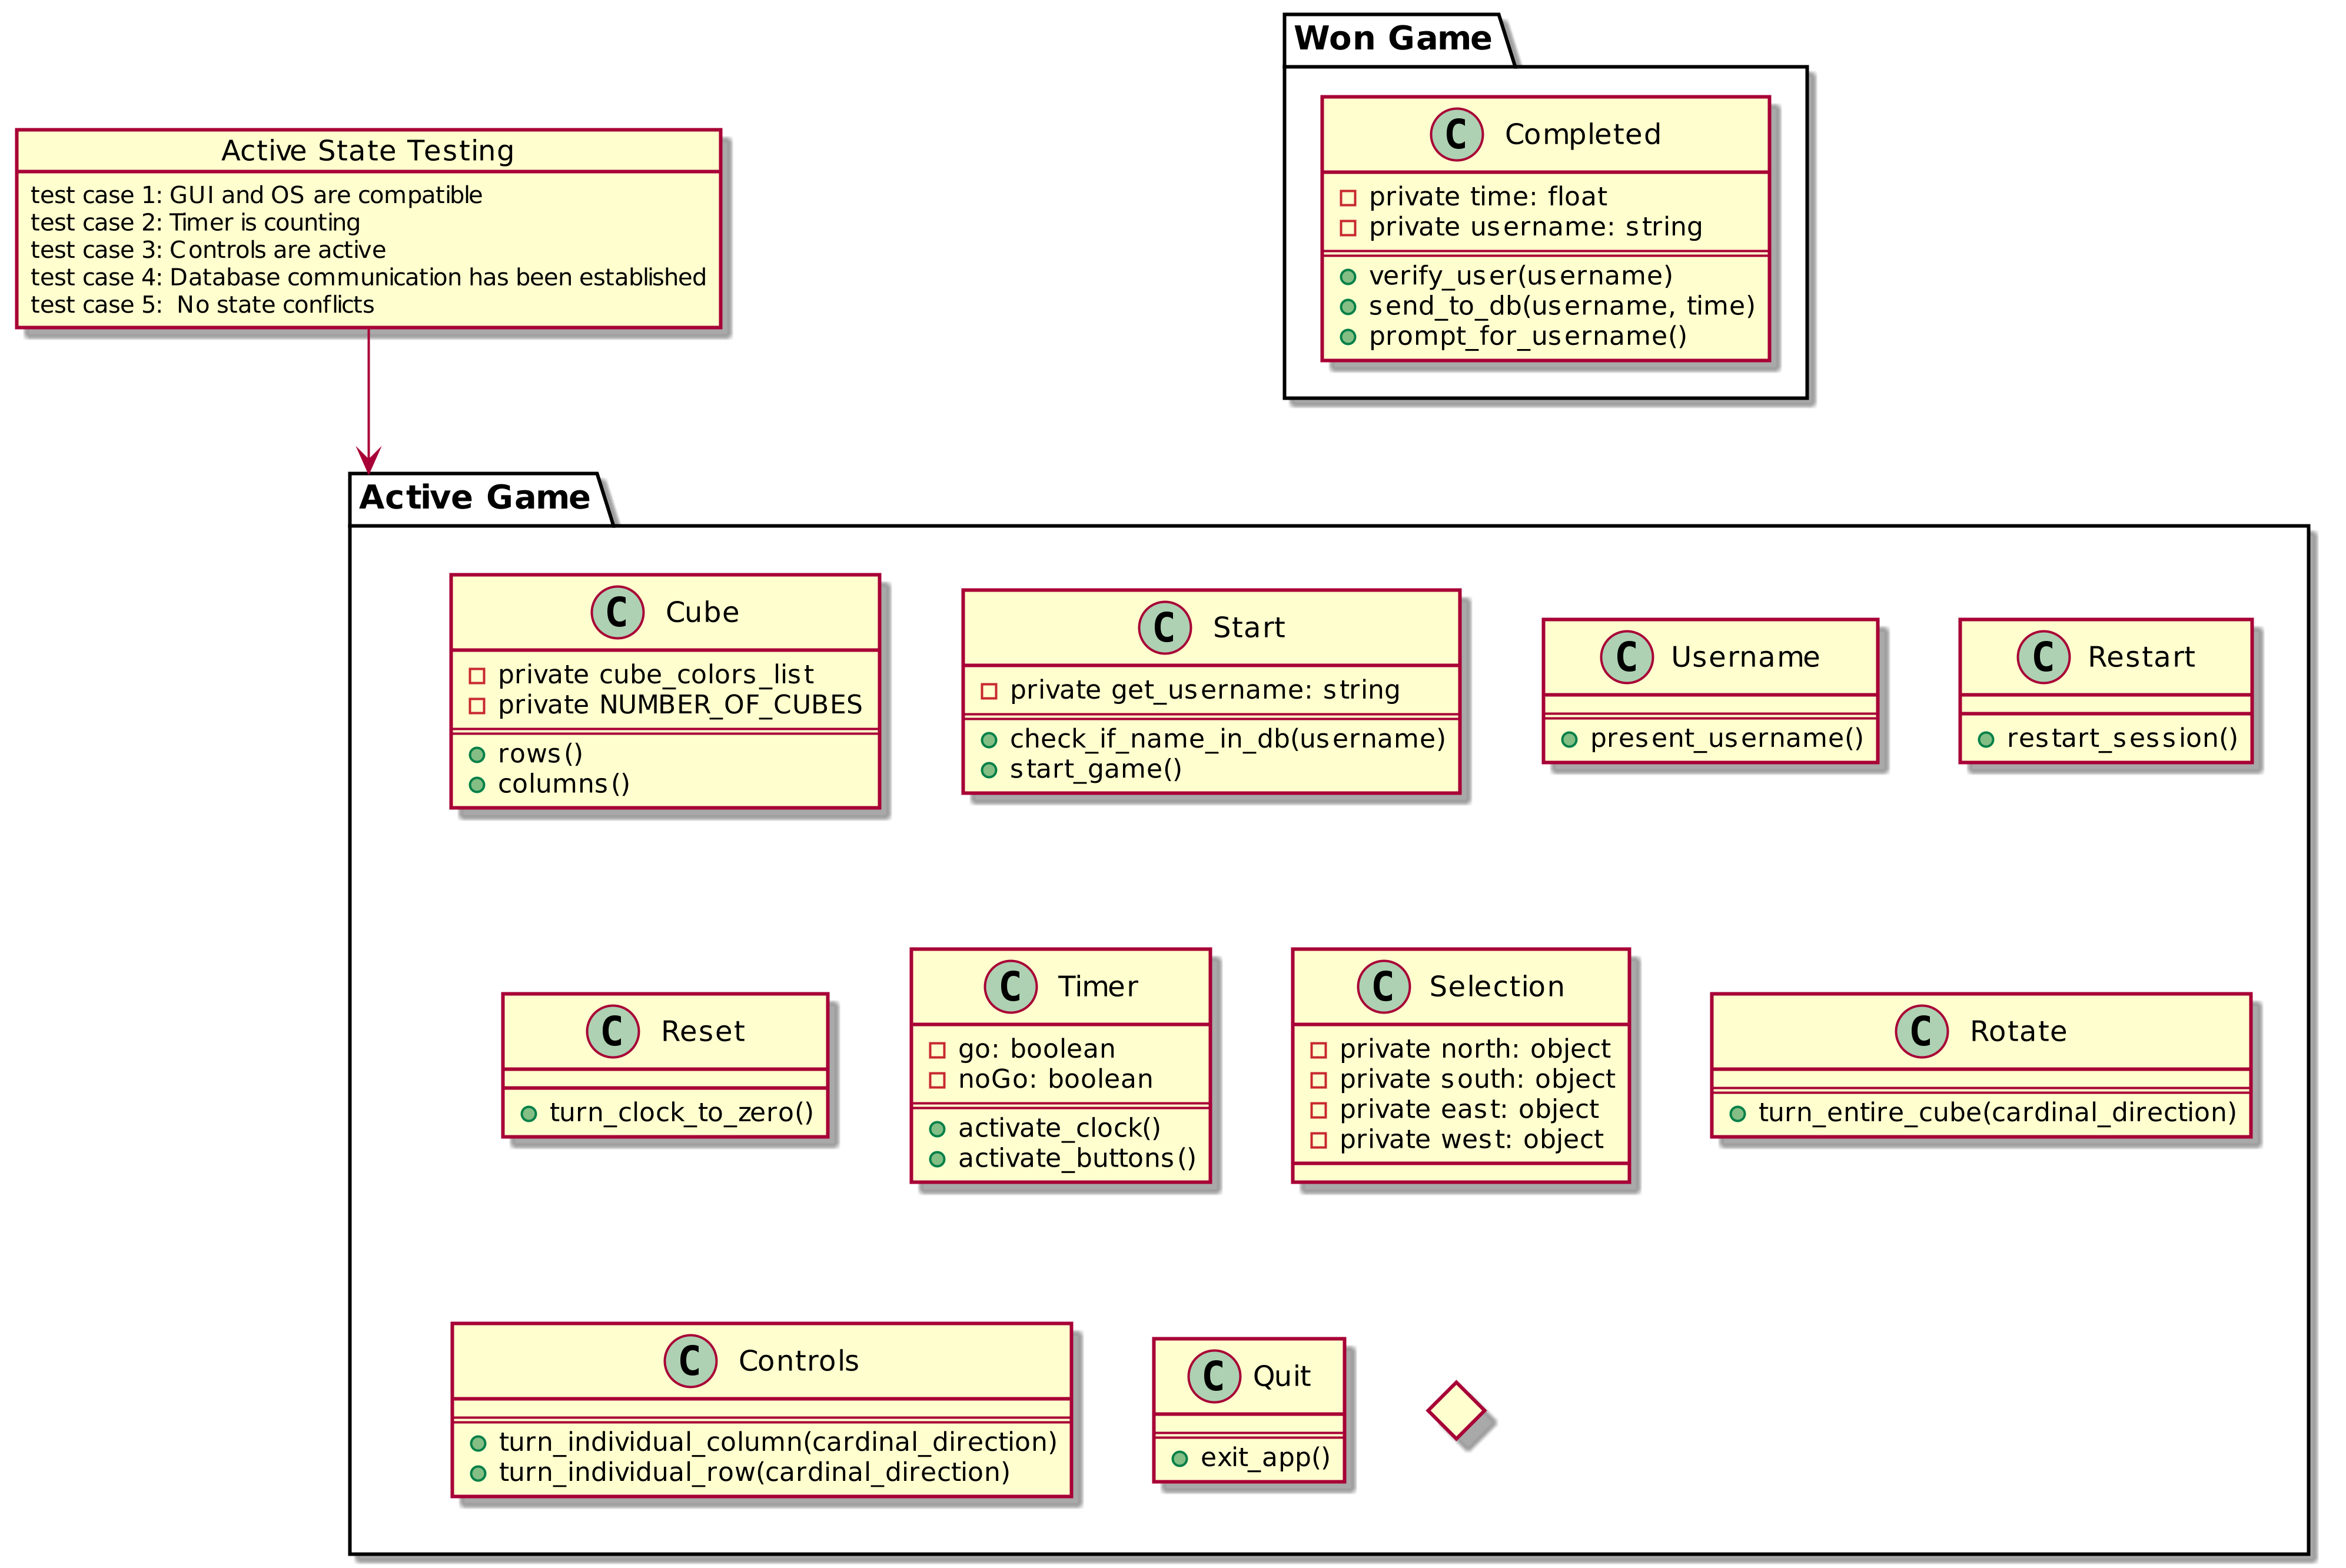 Won Game
C Completed
private time: float
private username: string
verify_user(username)
send_to_db(username, time)
prompt_for_username()
Active State Testing
test case 1: GUI and OS are compatible
test case 2: Timer is counting
test case 3: Controls are active
test case 4: Database communication has been established
test case 5:  No state conflicts
Active Game
C Cube
private cube_colors_list
private NUMBER_OF_CUBES
rows()
columns()
C Start
private get_username: string
check_if_name_in_db(username)
start_game()
C Username
present_username()
C Restart
restart_session()
C Reset
turn_clock_to_zero()
C Timer
go: boolean
noGo: boolean
activate_clock()
activate_buttons()
C Selection
private north: object
private south: object
private east: object
private west: object
C Rotate
turn_entire_cube(cardinal_direction)
C Controls
turn_individual_column(cardinal_direction)
turn_individual_row(cardinal_direction)
C Quit
exit_app()